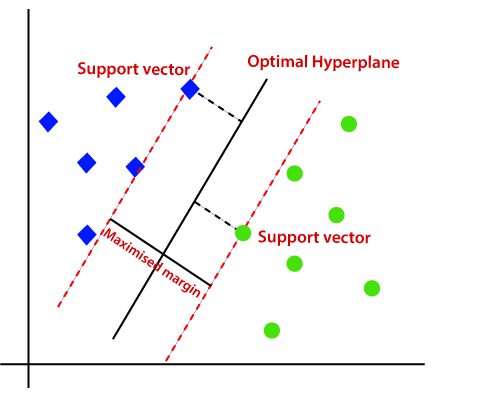 Optimal Hyperplane
Support vector
Support vector
Maximised margin